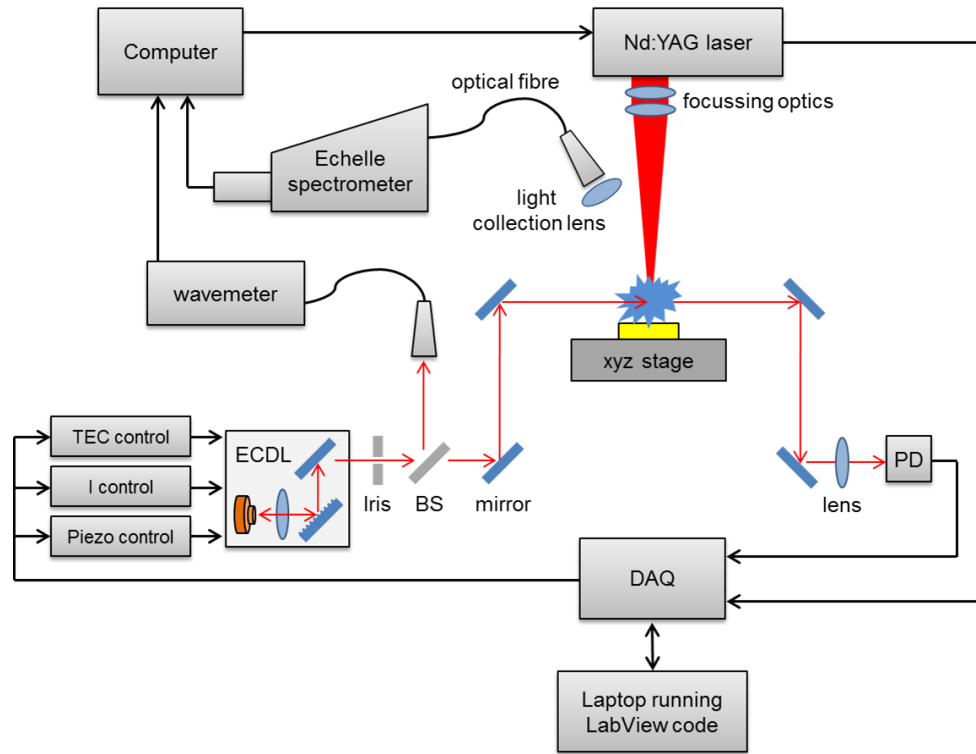 Computer
Nd:YAG laser
optical fibre
focussing optics
Echelle
spectrometer
light
collection lens
wavemeter
xyz stage
TEC control
ECDL
I control
Piezo control
Iris
BS
mirror
lens
PD
DAQ
Laptop running
LabView code